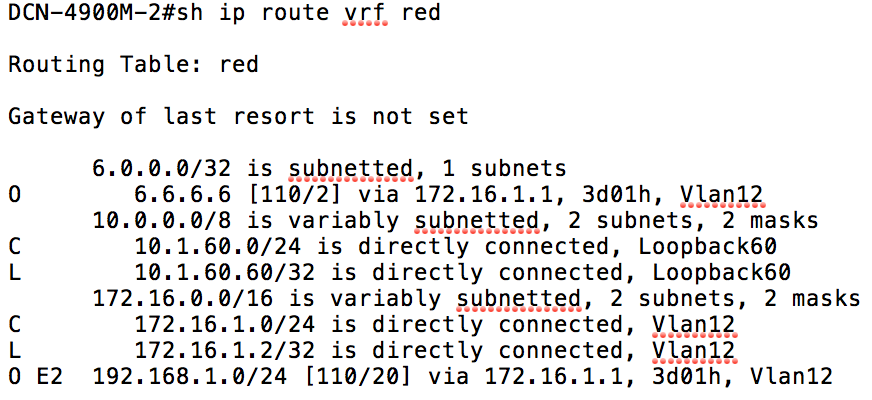 DCN-4900M-2#sh ip route vrf red
Routing Table: red
Gateway of last resort is not set
6.0.0.0/32 is subnetted, 1 subnets
O 6.6.6.6 [110/2] via 172.16.1.1, 3d01h, Vlan12
10.0.0.0/8 is variably subnetted, 2 subnets, 2 masks
C 10.1.60.0/24 is directly connected, Loopback60
L 10.1.60.60/32 is directly connected, Loopback60
172.16.0.0/16 is variably subnetted, 2 subnets, 2 masks
C 172.16.1.0/24 is directly connected, Vlan12
L 172.16.1.2/32 is directly connected, Vlan12
O E2 192.168.1.0/24 [110/20] via 172.16.1.1, 3d01h, Vlan12